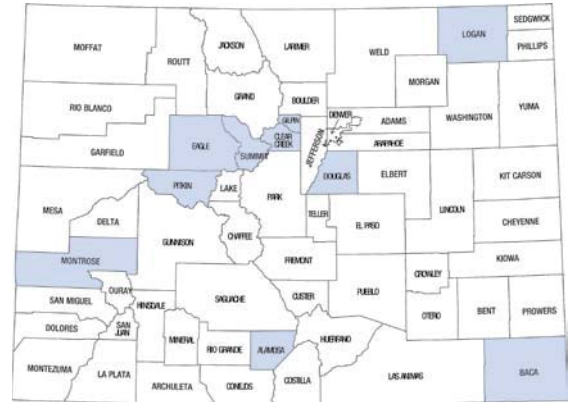 SEDGWICK
LOGAN
JACKSON
LARIMER
MOFFAT
WELD
PHILLIPS
ROUTT
MORGAN
GRAND
BOULDER
RIO BLANCO
WASHINGTON
YUMA
DENVER
GILPIN
ADAMS
CLEAR
CREEK
EAGLE
JEFFERSON
ARAPAHOE
GARFIELD
SUMMIT
DOUGLAS
ELBERT
KIT CARSON
PITKIN
LAKE
PARK
MESA
DELTA
TELLER
LINCOLN
CHEYENNE
EL PASO
GUNNISON
CHAFFEE
MONTROSE
FREMONT
KIOWA
CROWLEY
OURAY
SAGUACHE
CUSTER
PUEBLO
SAN MIGUEL
HINSDALE
OTERO
BENT
PROWERS
DOLORES
SAN
JUAN
MINERAL
RIO GRANDE
ALAMOSA
HUERFANO
MONTEZUMA
LA PLATA
BACA
ARCHULETA
CONEJOS
COSTILLA
LAS ANIMAS